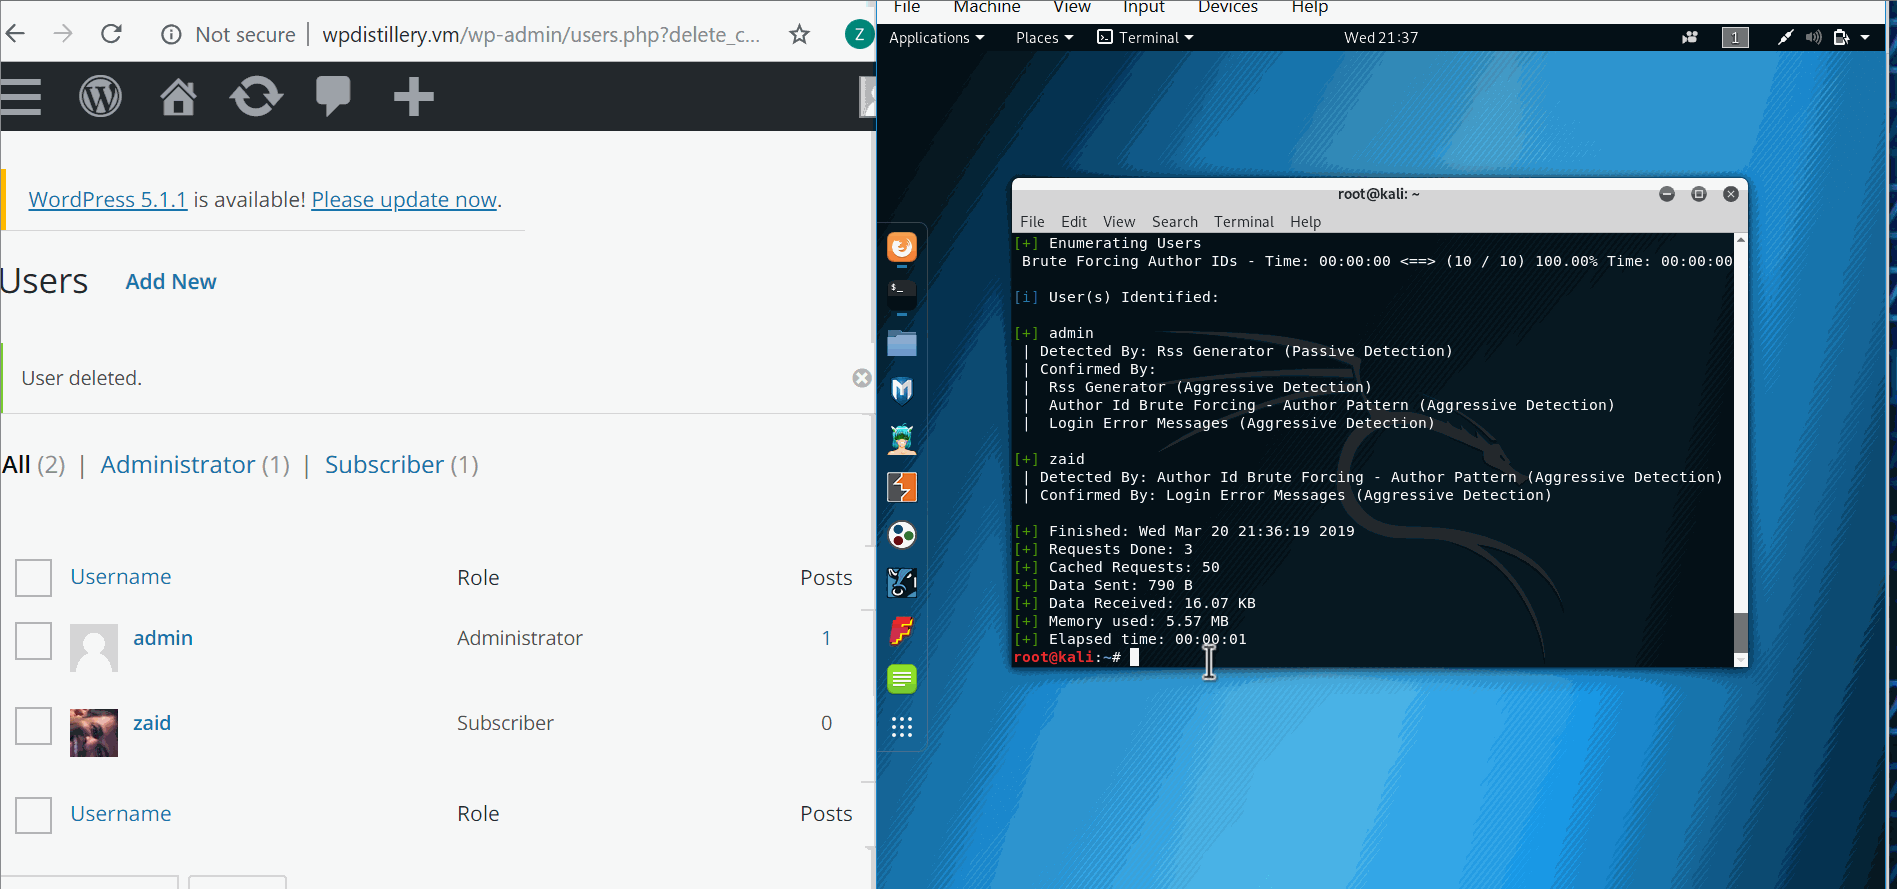 Not secure | wpdistillery.vm/wp-admin/users.php?delete_c...
Z
WordPress 5.1.1 is available! Please update now.
Users Add New
User deleted.
All (2) | Administrator (1) | Subscriber (1)
Username Role Posts
admin Administrator 1
zaid Subscriber 0
Username Role Posts
File Machine View Input Devices Help
Applications Places Terminal Wed 21:37 1
root@kali: ~
File Edit View Search Terminal Help
[+] Enumerating Users
Brute Forcing Author IDs - Time: 00:00:00 <==> (10 / 10) 100.00% Time: 00:00:00
[i] User(s) Identified:
[+] admin
| Detected By: Rss Generator (Passive Detection)
| Confirmed By:
| Rss Generator (Aggressive Detection)
| Author Id Brute Forcing - Author Pattern (Aggressive Detection)
| Login Error Messages (Aggressive Detection)
[+] zaid
| Detected By: Author Id Brute Forcing - Author Pattern (Aggressive Detection)
| Confirmed By: Login Error Messages (Aggressive Detection)
[+] Finished: Wed Mar 20 21:36:19 2019
[+] Requests Done: 3
[+] Cached Requests: 50
[+] Data Sent: 790 B
[+] Data Received: 16.07 KB
[+] Memory used: 5.57 MB
[+] Elapsed time: 00:00:01
root@kali:~#